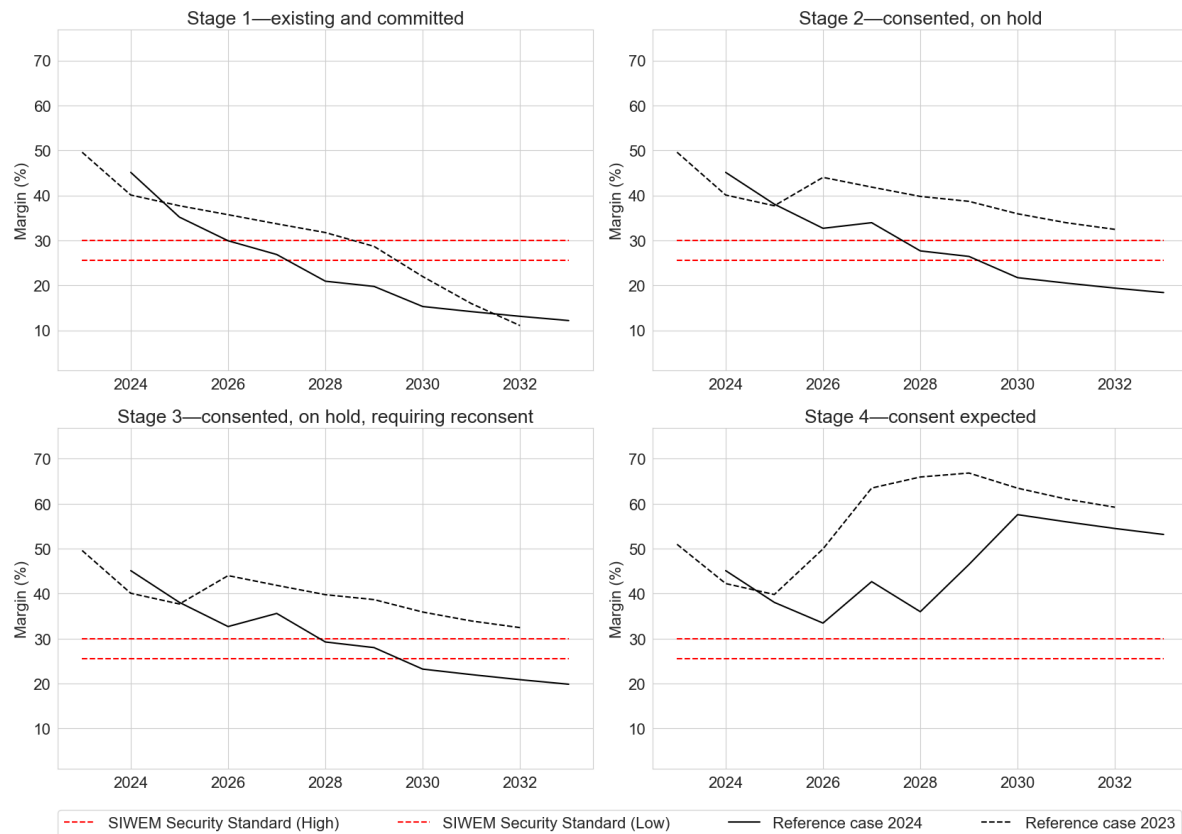 Stage 1—existing and committed
Stage 2—consented, on hold
Margin (%)
70
60
50
40
30
20
10
2024 2026 2028 2030 2032
Margin (%)
70
60
50
40
30
20
10
2024 2026 2028 2030 2032
Stage 3—consented, on hold, requiring reconsent
Stage 4—consent expected
Margin (%)
70
60
50
40
30
20
10
2024 2026 2028 2030 2032
Margin (%)
70
60
50
40
30
20
10
2024 2026 2028 2030 2032
SIWEM Security Standard (High) SIWEM Security Standard (Low) Reference case 2024 Reference case 2023